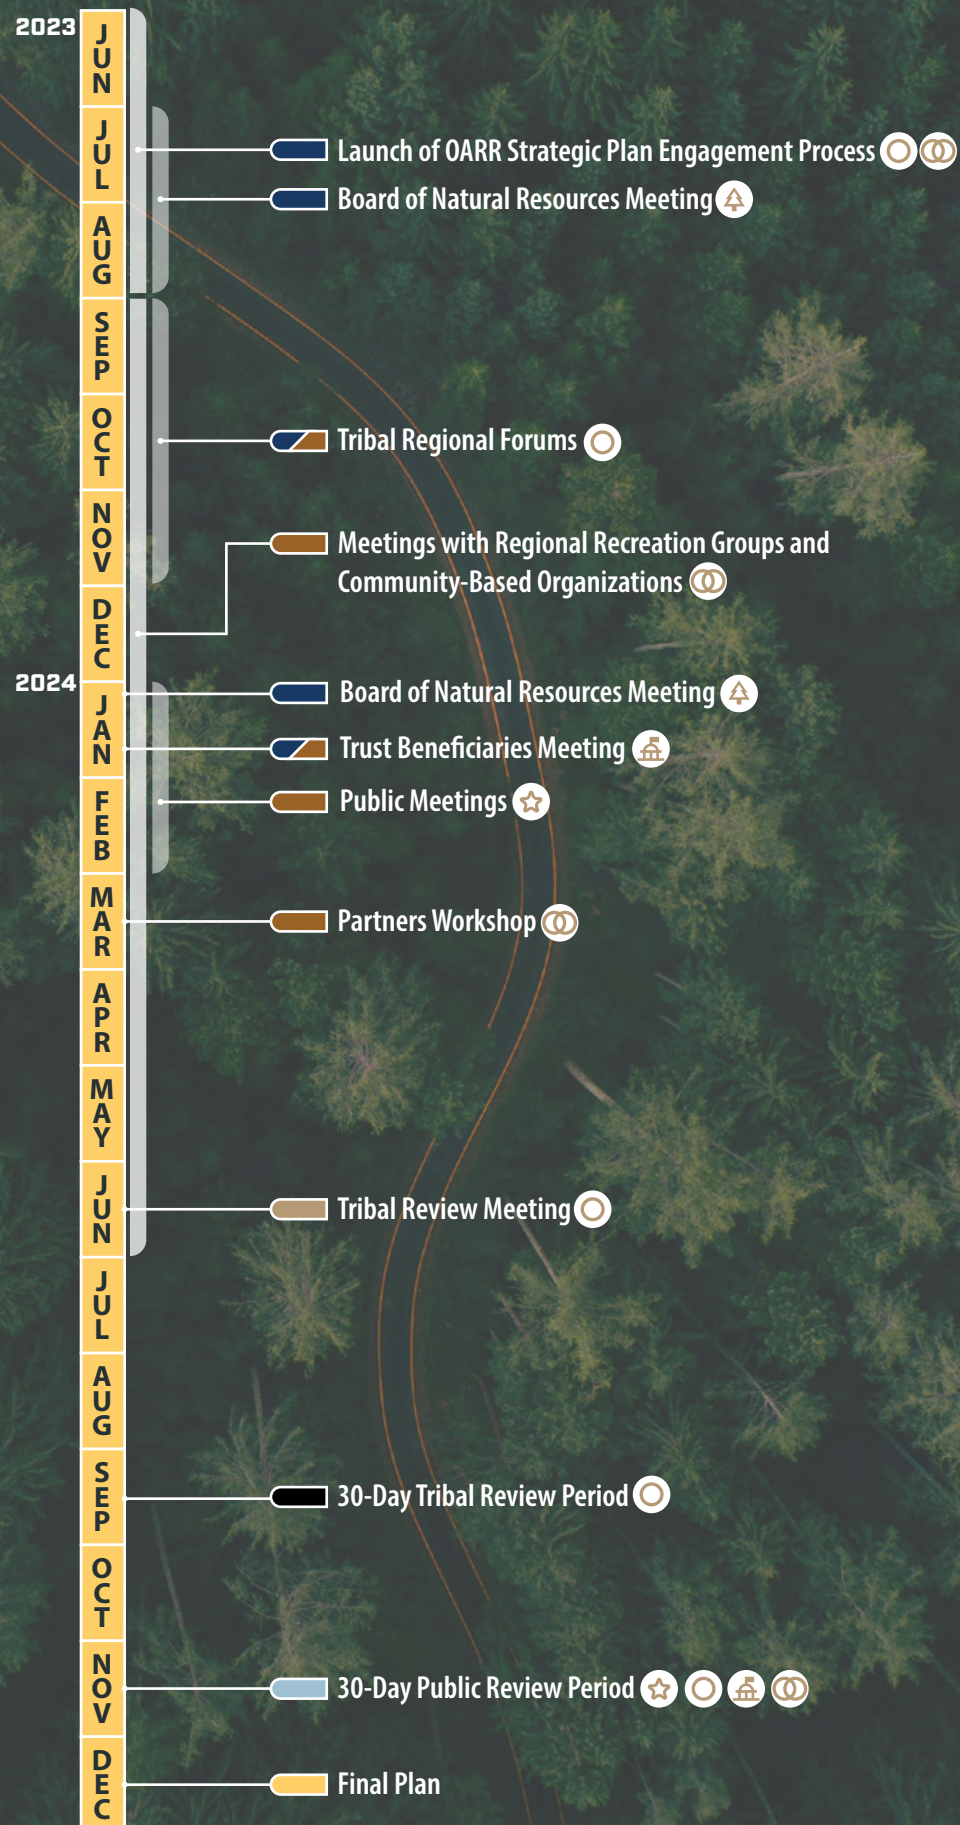 2023
JUN
JUL
Launch of OARR Strategic Plan Engagement Process
Board of Natural Resources Meeting
AUG
SEP
OCT
Tribal Regional Forums
NOV
Meetings with Regional Recreation Groups and
Community-Based Organizations
DEC
2024
JAN
Board of Natural Resources Meeting
Trust Beneficiaries Meeting
FEB
Public Meetings
MAR
Partners Workshop
APR
MAY
JUN
Tribal Review Meeting
JUL
AUG
SEP
30-Day Tribal Review Period
OCT
NOV
30-Day Public Review Period
DEC
Final Plan